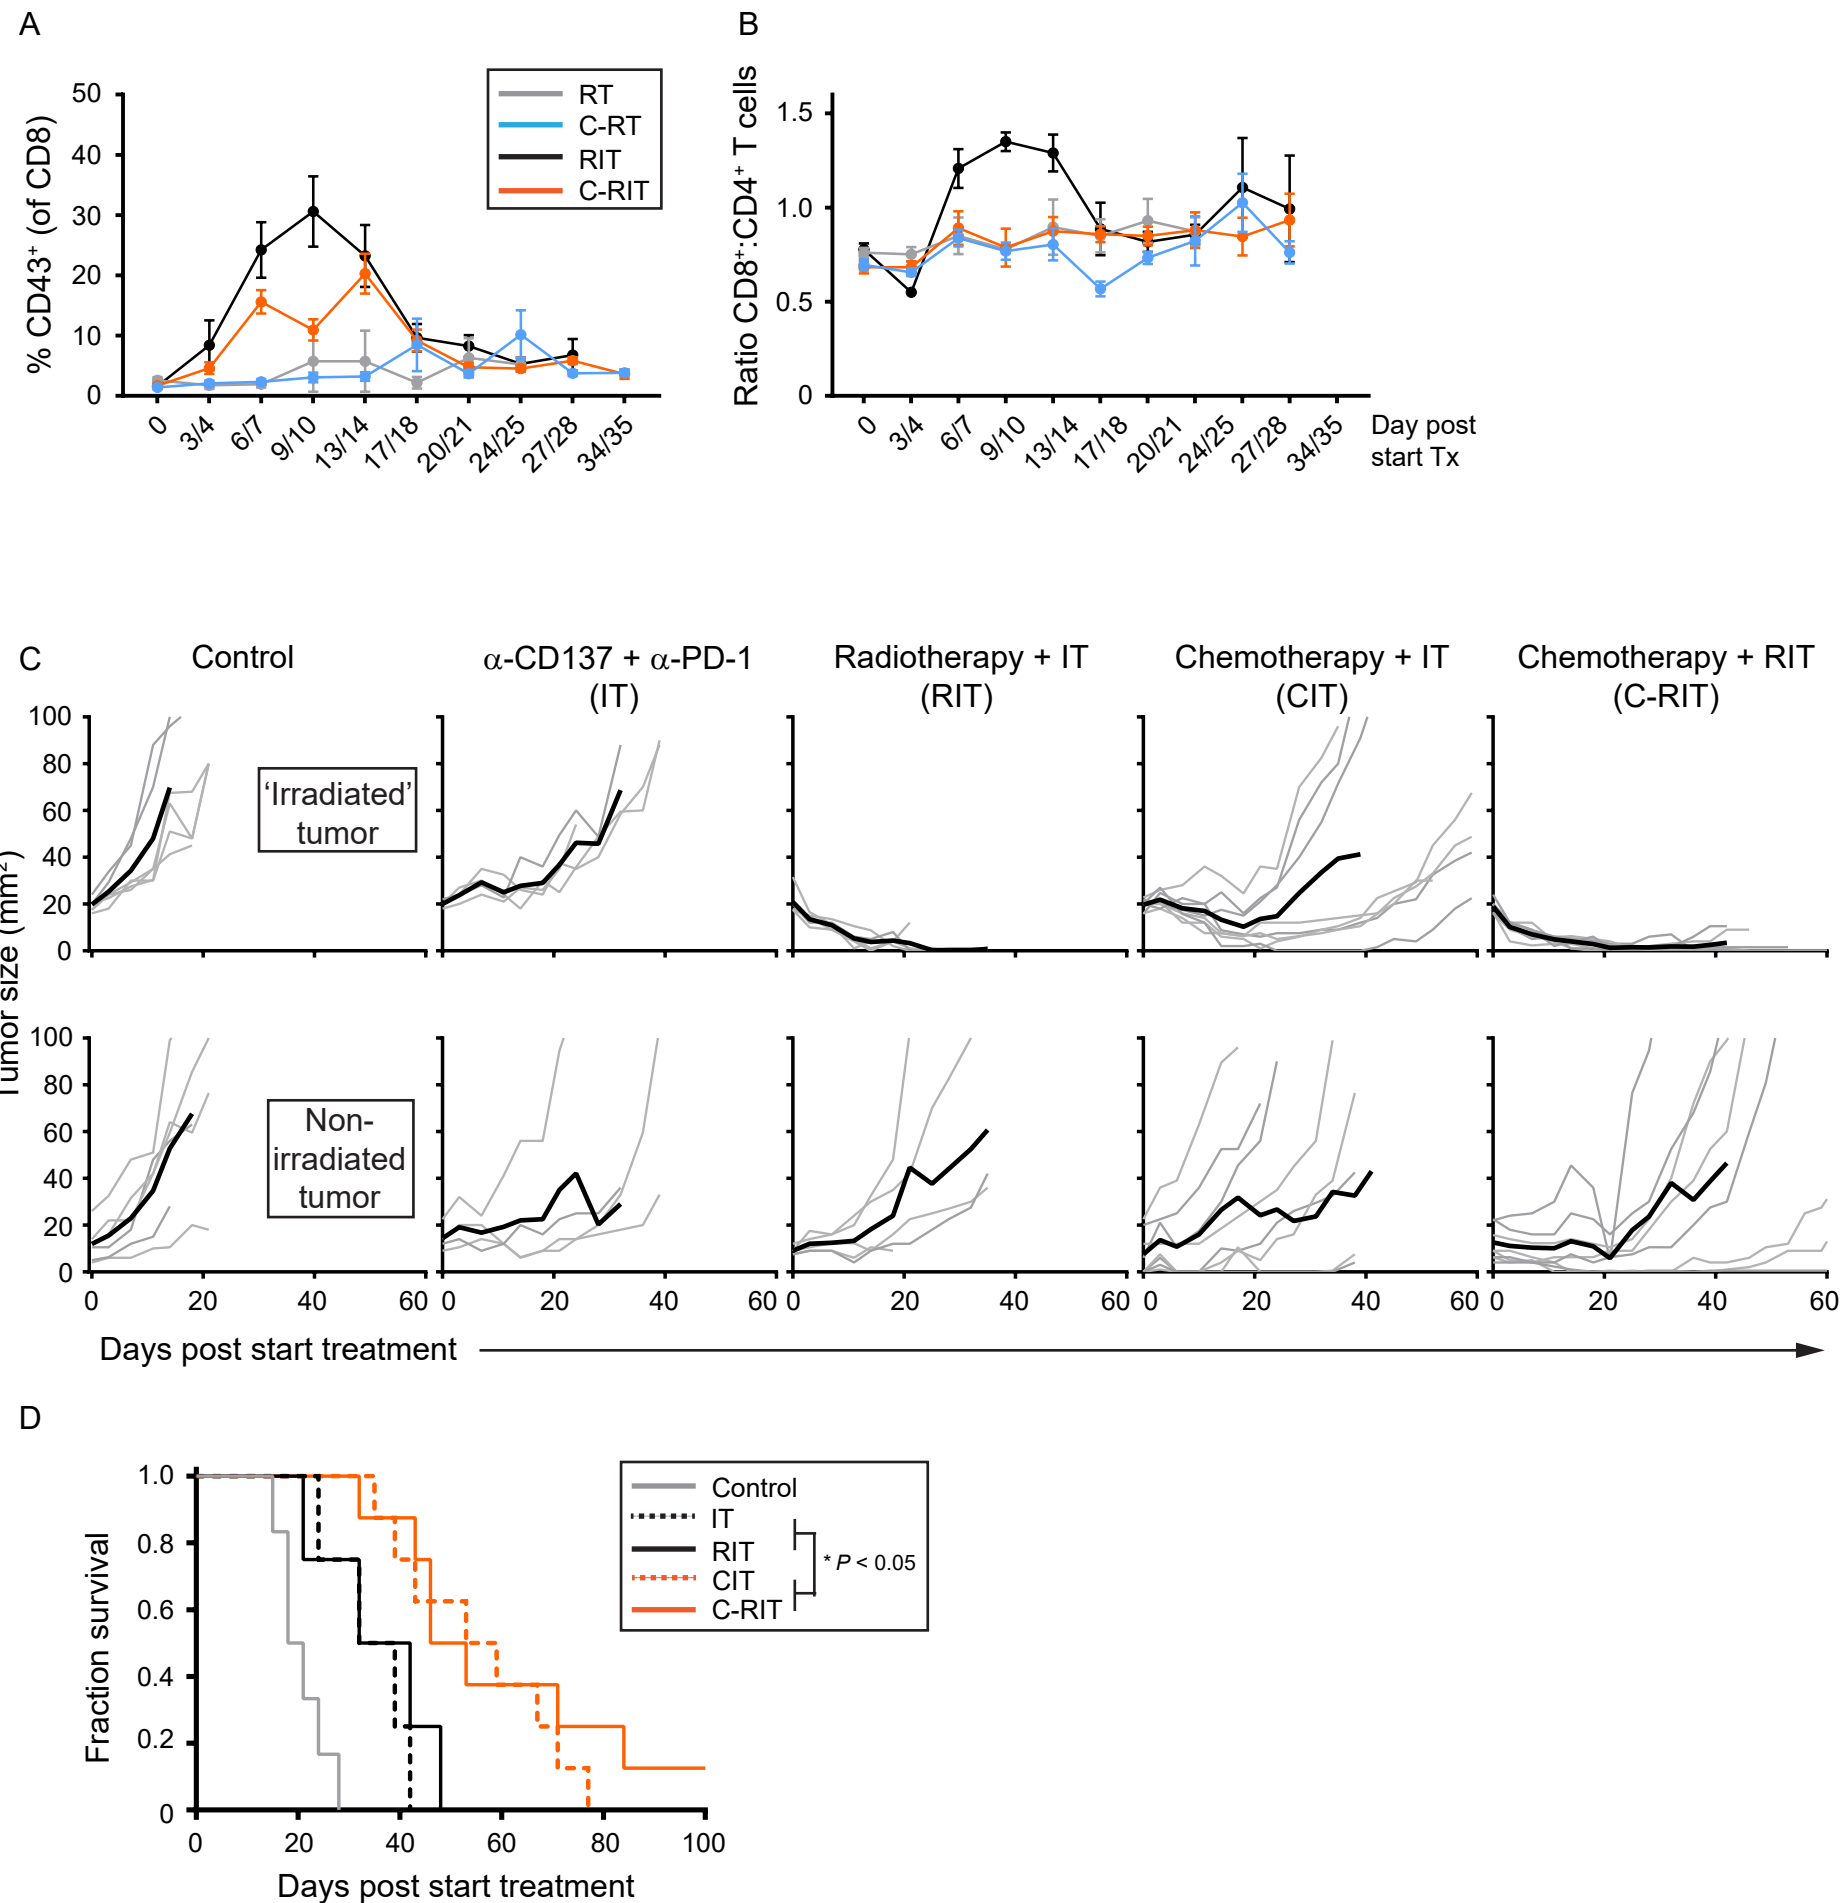 A
% CD43⁺ (of CD8)
50
40
30
20
10
0
0
3/4
6/7
9/10
13/14
17/18
20/21
24/25
27/28
34/35
RT
C-RT
RIT
C-RIT
B
Ratio CD8⁺:CD4⁺ T cells
1.5
1.0
0.5
0
0
3/4
6/7
9/10
13/14
17/18
20/21
24/25
27/28
34/35
Day post
start Tx
C
Control
α-CD137 + α-PD-1
(IT)
Radiotherapy + IT
(RIT)
Chemotherapy + IT
(CIT)
Chemotherapy + RIT
(C-RIT)
Tumor size (mm²)
100
80
60
40
20
0
‘Irradiated’
tumor
100
80
60
40
20
0
Non-
irradiated
tumor
0 20 40 60
0 20 40 60
0 20 40 60
0 20 40 60
0 20 40 60
Days post start treatment
D
Fraction survival
1.0
0.8
0.6
0.4
0.2
0
0 20 40 60 80 100
Days post start treatment
Control
IT
RIT
CIT
C-RIT
* P < 0.05